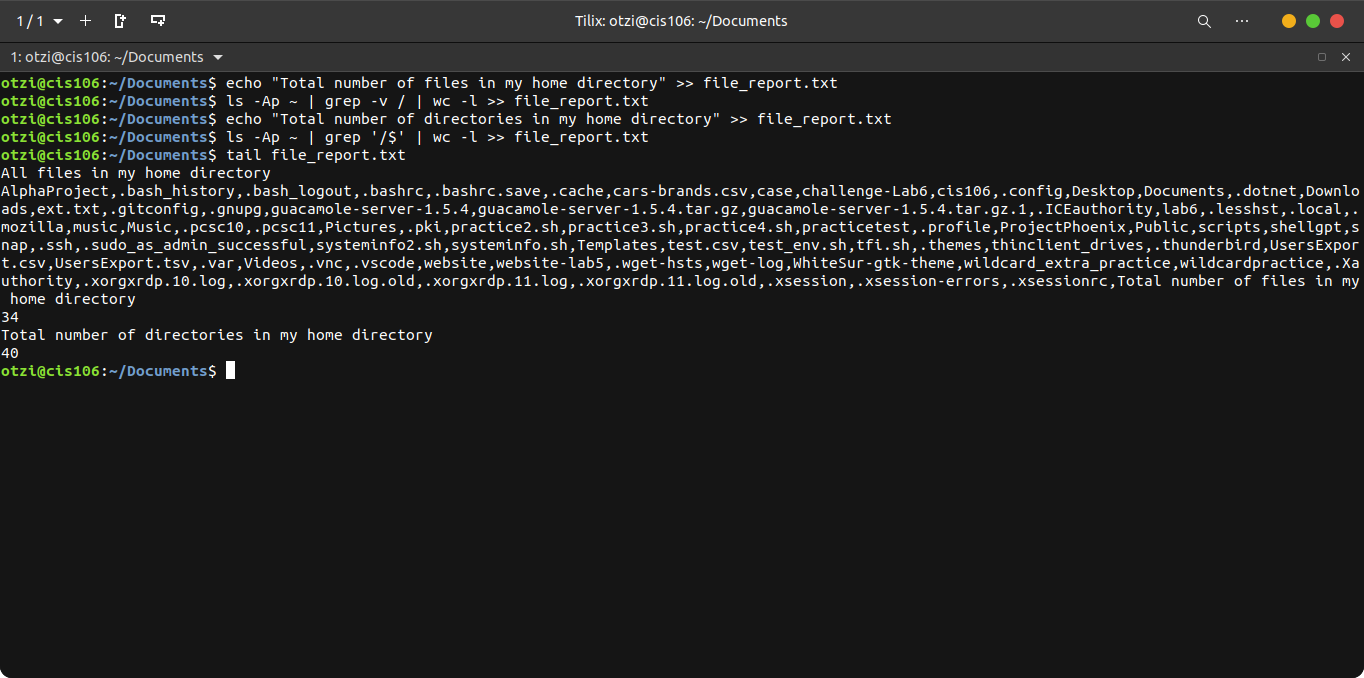 1 / 1
Tilix: otzi@cis106: ~/Documents
1: otzi@cis106: ~/Documents
otzi@cis106:~/Documents$ echo "Total number of files in my home directory" >> file_report.txt
otzi@cis106:~/Documents$ ls -Ap ~ | grep -v / | wc -l >> file_report.txt
otzi@cis106:~/Documents$ echo "Total number of directories in my home directory" >> file_report.txt
otzi@cis106:~/Documents$ ls -Ap ~ | grep '/$' | wc -l >> file_report.txt
otzi@cis106:~/Documents$ tail file_report.txt
All files in my home directory
AlphaProject,.bash_history,.bash_logout,.bashrc,.bashrc.save,.cache,cars-brands.csv,case,challenge-Lab6,cis106,.config,Desktop,Documents,.dotnet,Downlo
ads,ext.txt,.gitconfig,.gnupg,guacamole-server-1.5.4,guacamole-server-1.5.4.tar.gz,guacamole-server-1.5.4.tar.gz.1,.ICEauthority,lab6,.lesshst,.local,.
mozilla,music,Music,.pcsc10,.pcsc11,Pictures,.pki,practice2.sh,practice3.sh,practice4.sh,practicetest,.profile,ProjectPhoenix,Public,scripts,shellgpt,s
nap,.ssh,.sudo_as_admin_successful,systeminfo2.sh,systeminfo.sh,Templates,test.csv,test_env.sh,tfi.sh,.themes,thinclient_drives,.thunderbird,UsersExpor
t.csv,UsersExport.tsv,.var,Videos,.vnc,.vscode,website,website-lab5,.wget-hsts,wget-log,WhiteSur-gtk-theme,wildcard_extra_practice,wildcardpractice,.Xa
uthority,.xorgxrdp.10.log,.xorgxrdp.10.log.old,.xorgxrdp.11.log,.xorgxrdp.11.log.old,.xsession,.xsession-errors,.xsessionrc,Total number of files in my
 home directory
34
Total number of directories in my home directory
40
otzi@cis106:~/Documents$